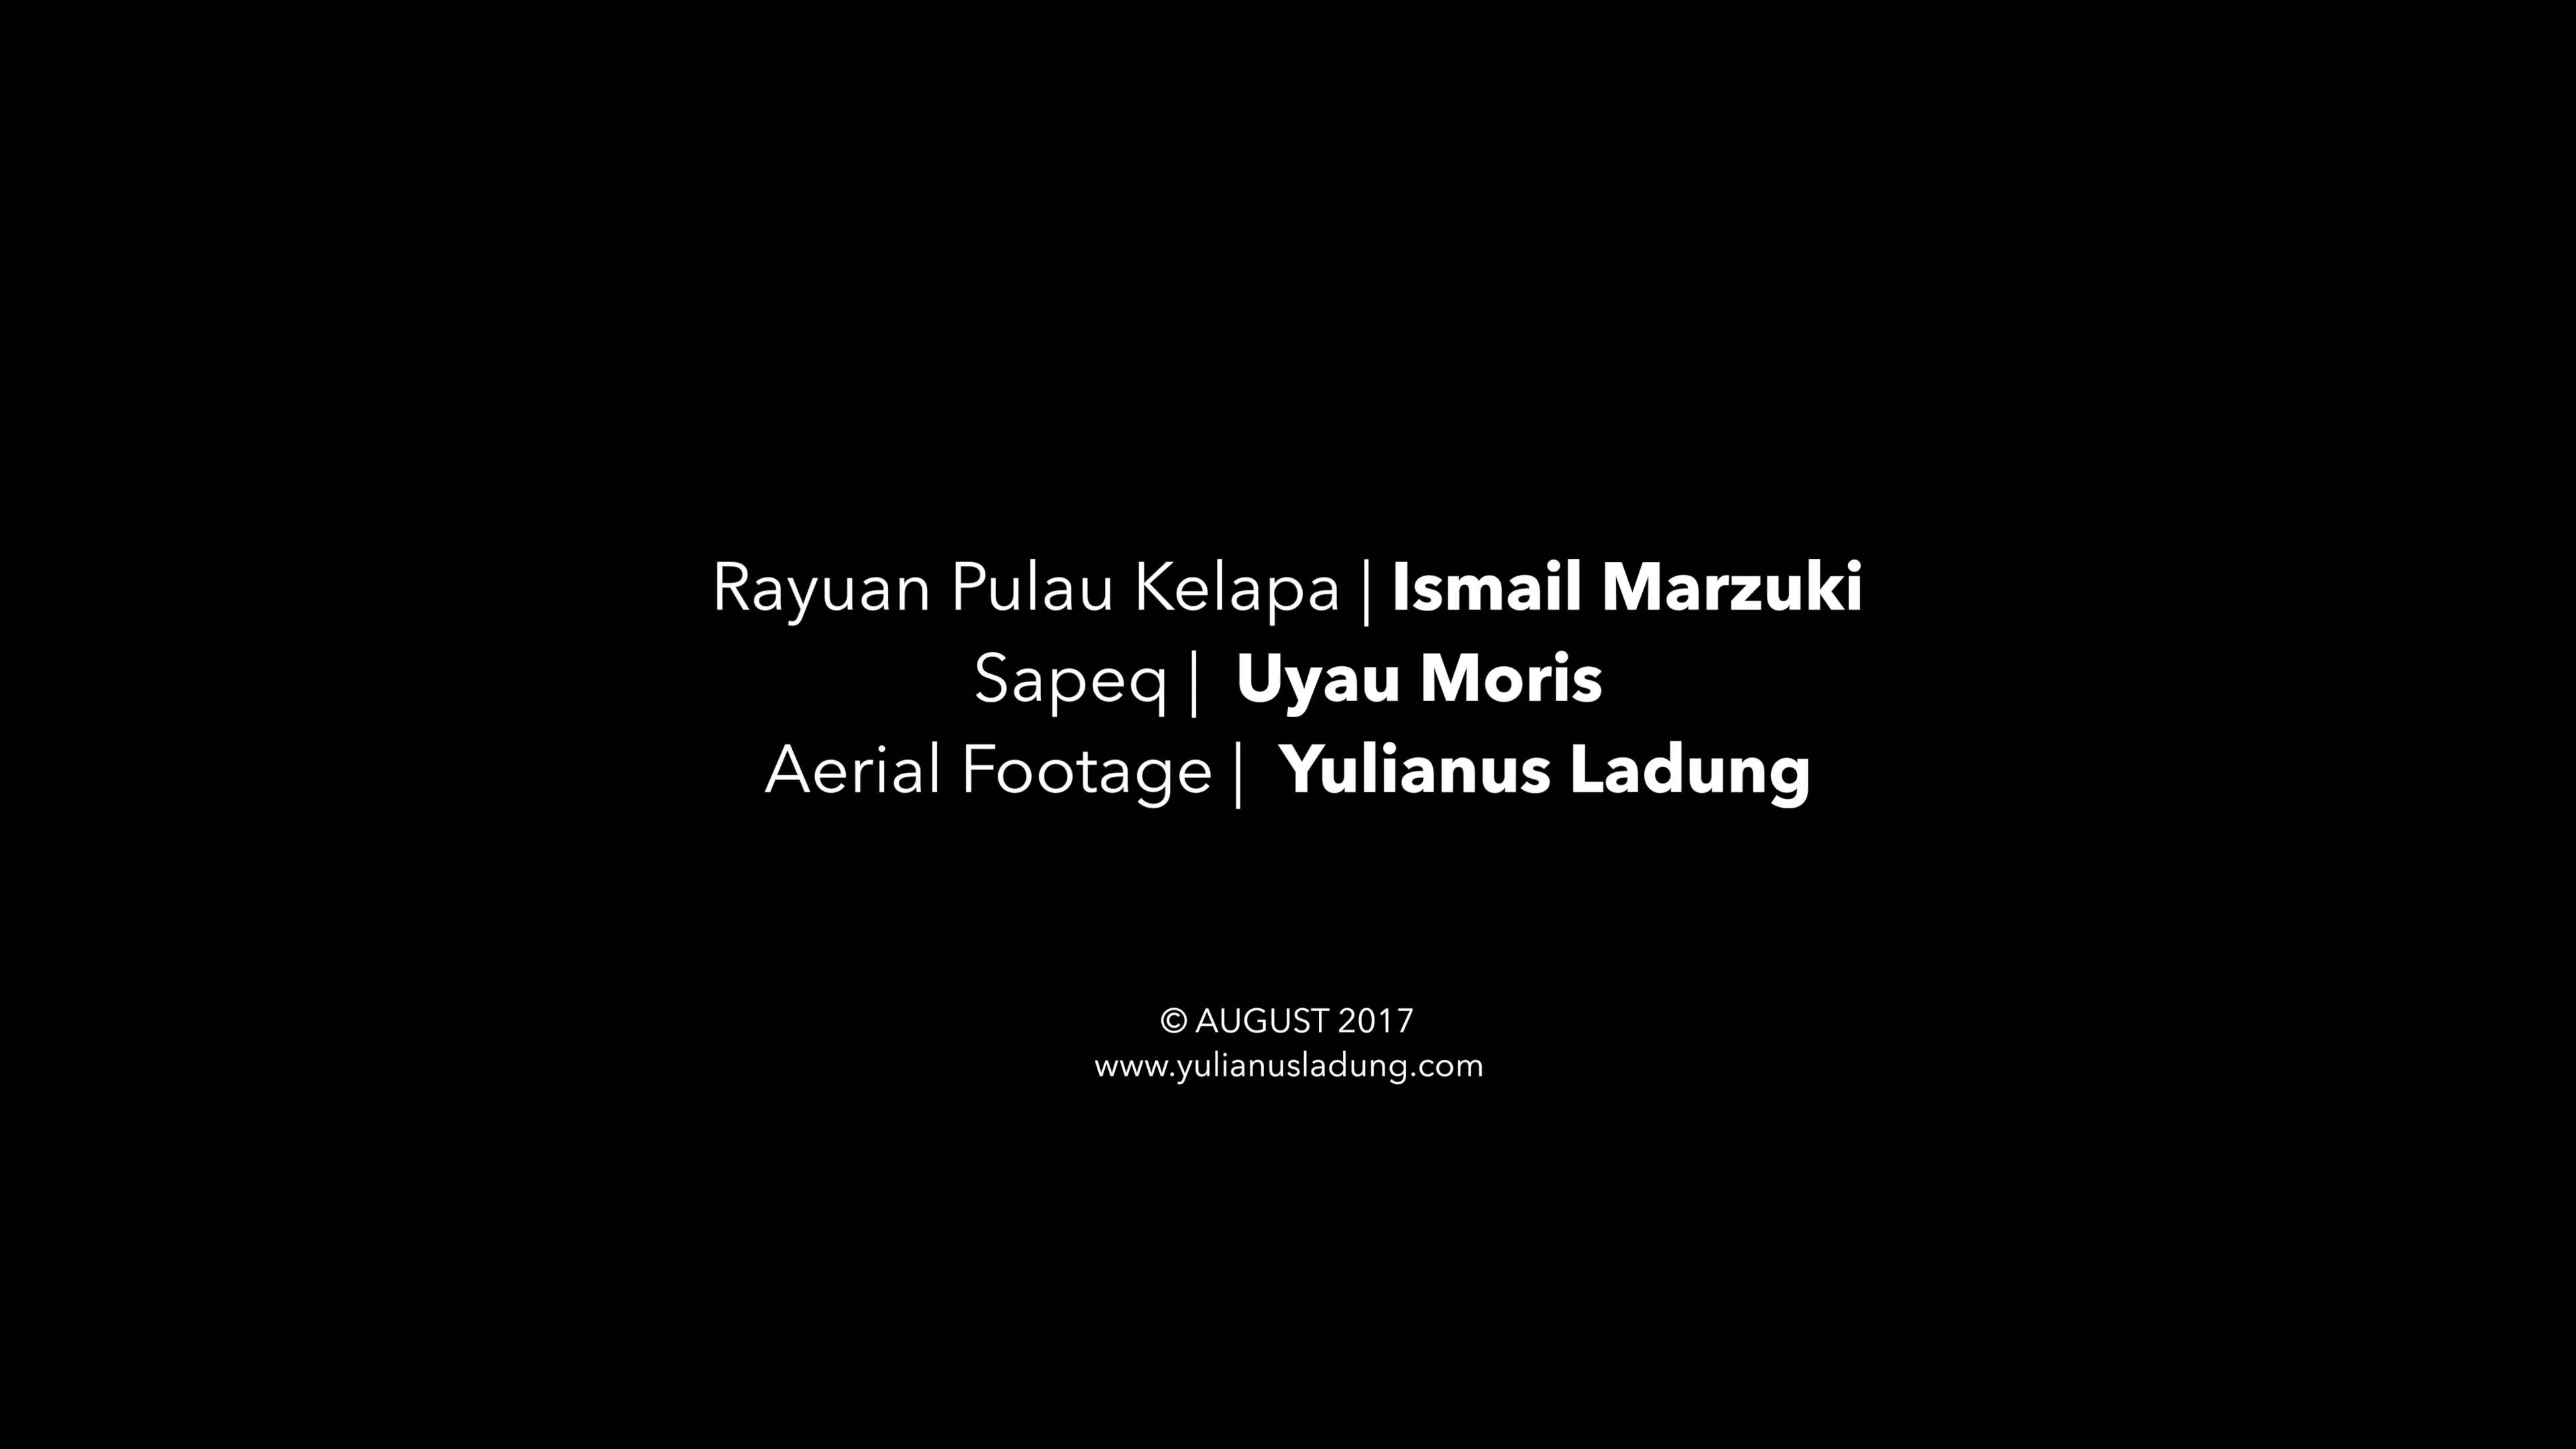 Rayuan Pulau Kelapa | Ismail Marzuki
Sapeq | Uyau Moris
Aerial Footage | Yulianus Ladung
© AUGUST 2017
www.yulianusladung.com